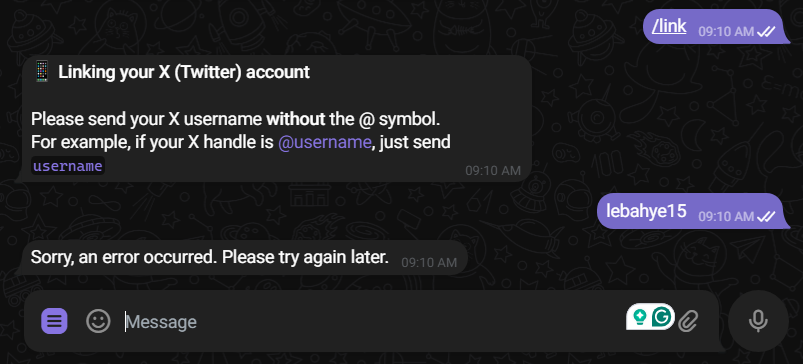 /link 09:10 AM
📱 Linking your X (Twitter) account
Please send your X username without the @ symbol.
For example, if your X handle is @username, just send
username
09:10 AM
lebahye15 09:10 AM
Sorry, an error occurred. Please try again later. 09:10 AM
Message